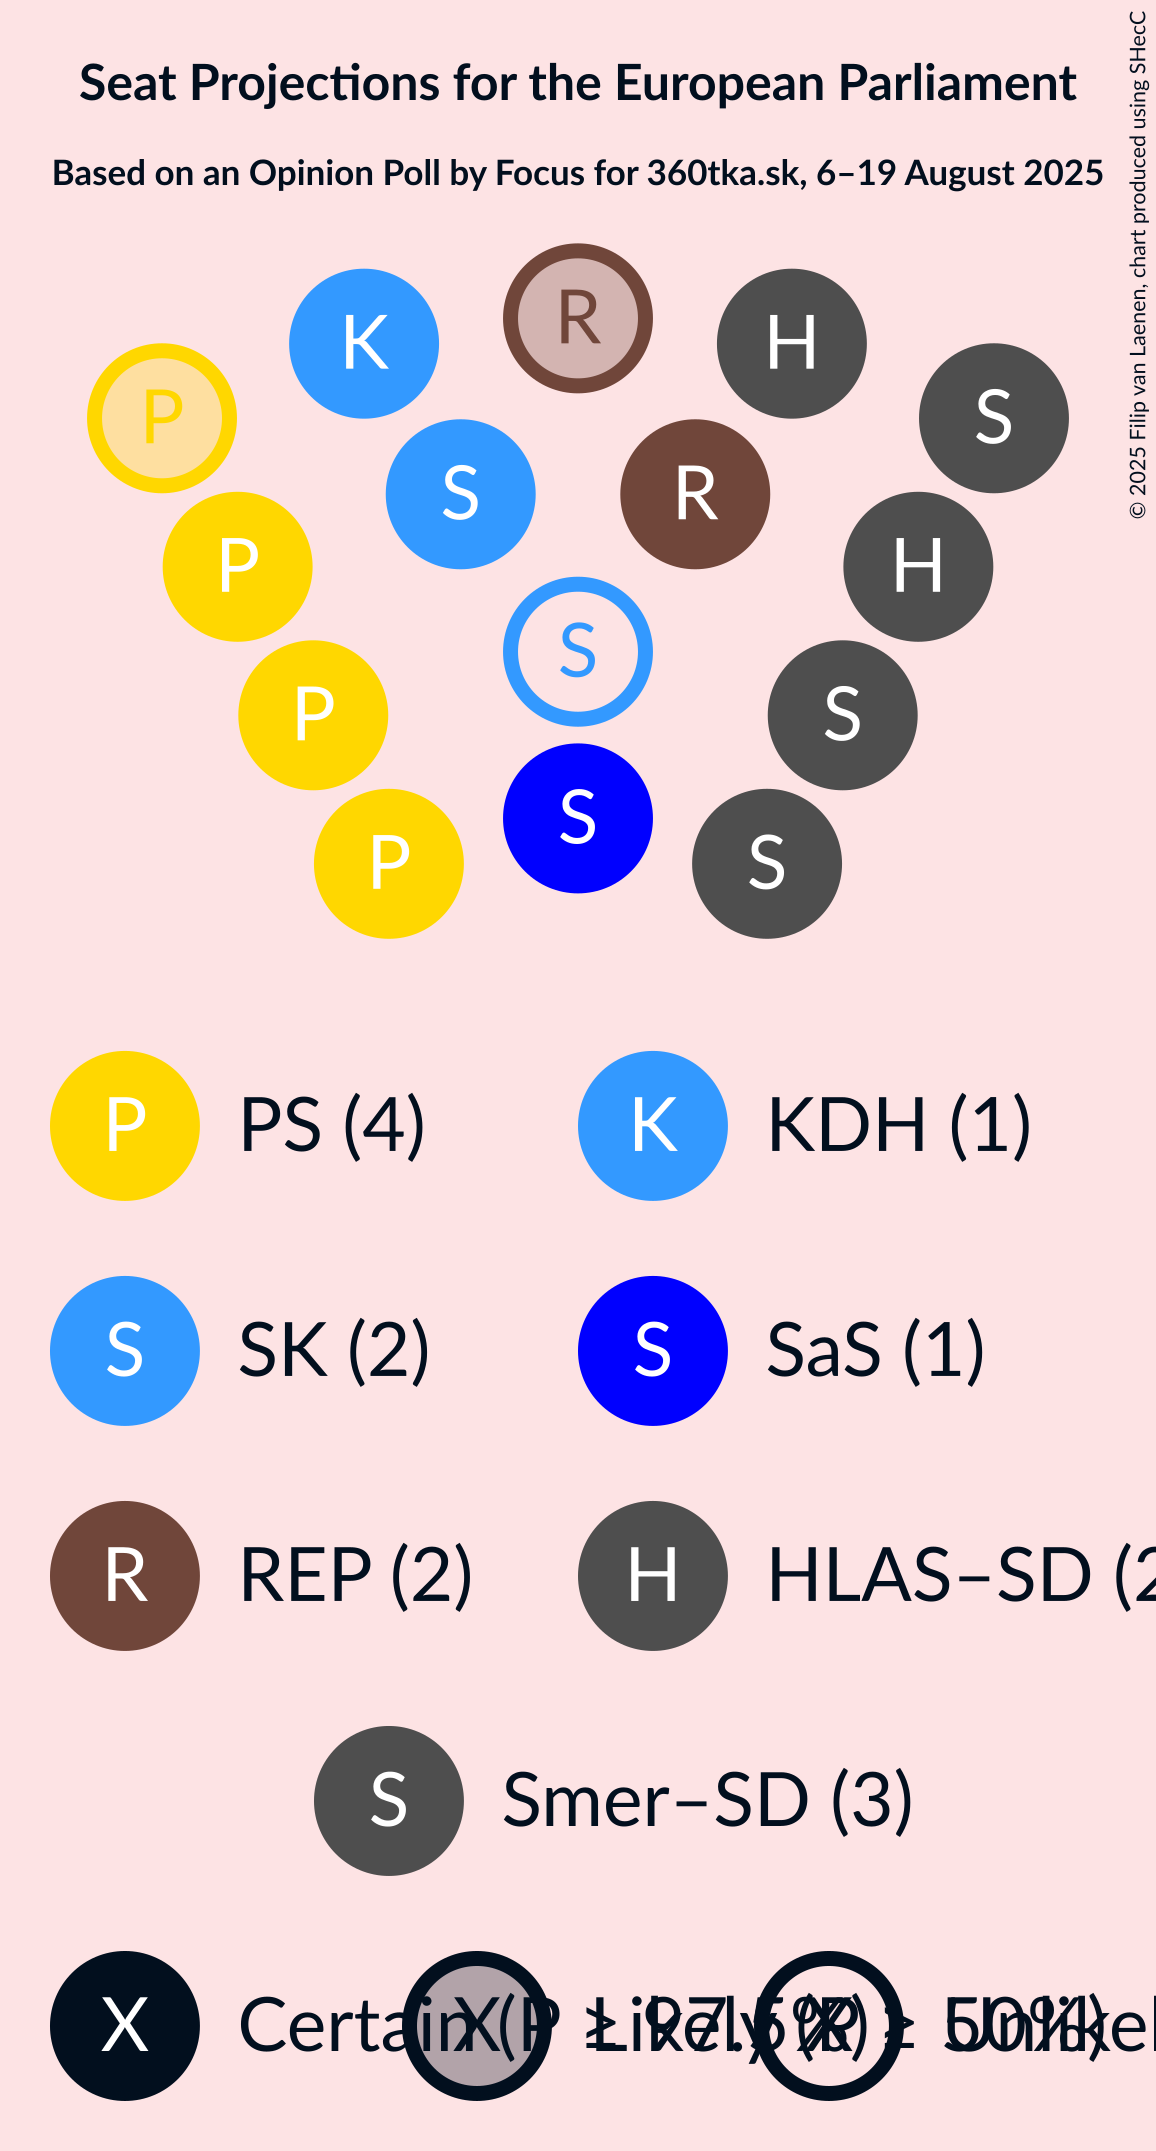 Seat Projections for the European Parliament
Based on an Opinion Poll by Focus for 360tka.sk, 6–19 August 2025
© 2025 Filip van Laenen, chart produced using SHecC
R
K
H
P
S
S
R
P
H
S
P
S
S
P
S
P PS (4)
K KDH (1)
S SK (2)
S SaS (1)
R REP (2)
H HLAS–SD (2
S Smer–SD (3)
X Certain (P ≥ 97.5%)
X Likely (P ≥ 50%)
X